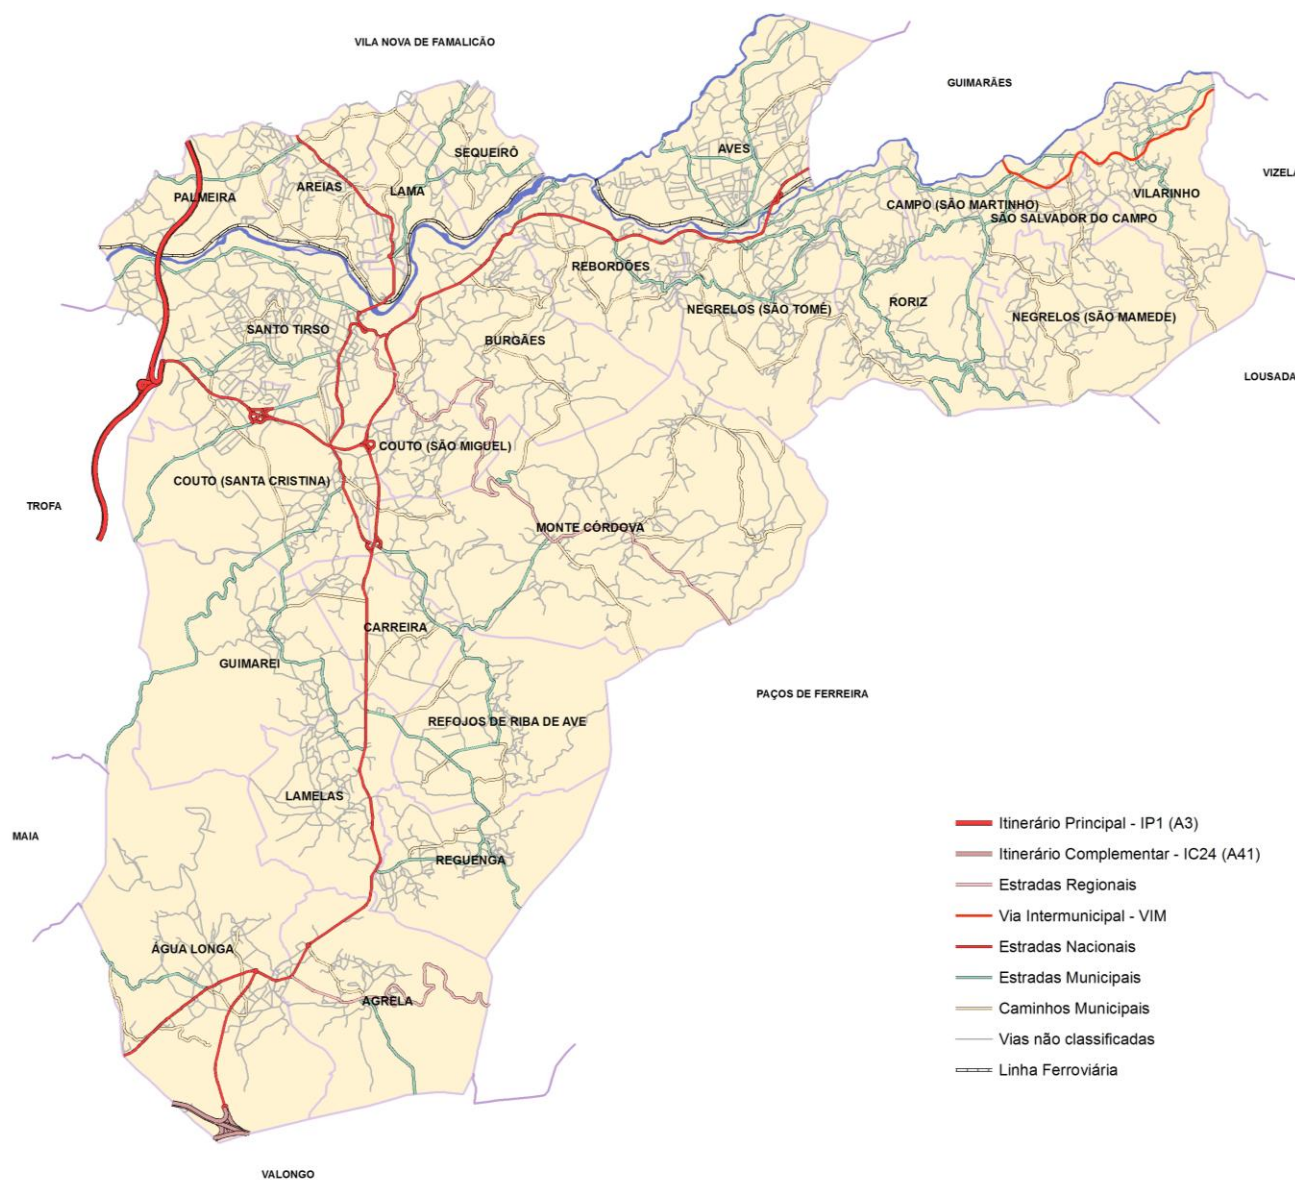 VILA NOVA DE FAMALICÃO
GUIMARÃES
AVES
SEQUEIRÔ
VIZELA
AREIAS
LAMA
PALMEIRA
VILARINHO
CAMPO (SÃO MARTINHO)
SÃO SALVADOR DO CAMPO
REBORDÕES
RORIZ
NEGRELOS (SÃO TOMÉ)
NEGRELOS (SÃO MAMEDE)
SANTO TIRSO
BURGÃES
LOUSADA
COUTO (SÃO MIGUEL)
COUTO (SANTA CRISTINA)
TROFA
MONTE CÓRDOVA
CARREIRA
GUIMAREI
PAÇOS DE FERREIRA
REFOJOS DE RIBA DE AVE
LAMELAS
MAIA
REGUENGA
ÁGUA LONGA
AGRELA
VALONGO
Itinerário Principal - IP1 (A3)
Itinerário Complementar - IC24 (A41)
Estradas Regionais
Via Intermunicipal - VIM
Estradas Nacionais
Estradas Municipais
Caminhos Municipais
Vias não classificadas
Linha Ferroviária